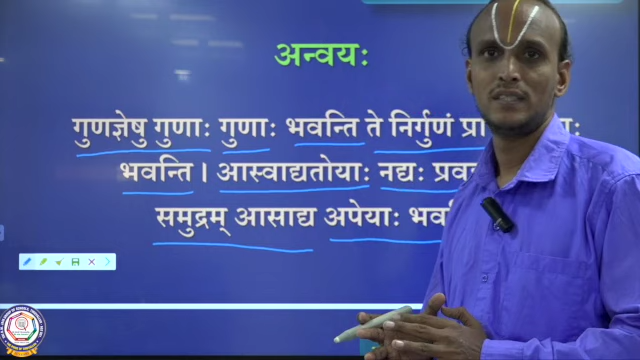 अन्वयः
गुणज्ञेषु गुणाः गुणाः भवन्ति ते निर्गुणं
भवन्ति । आस्वाद्यतोयाः नद्यः
समुद्रम् आसाद्य अपेयाः